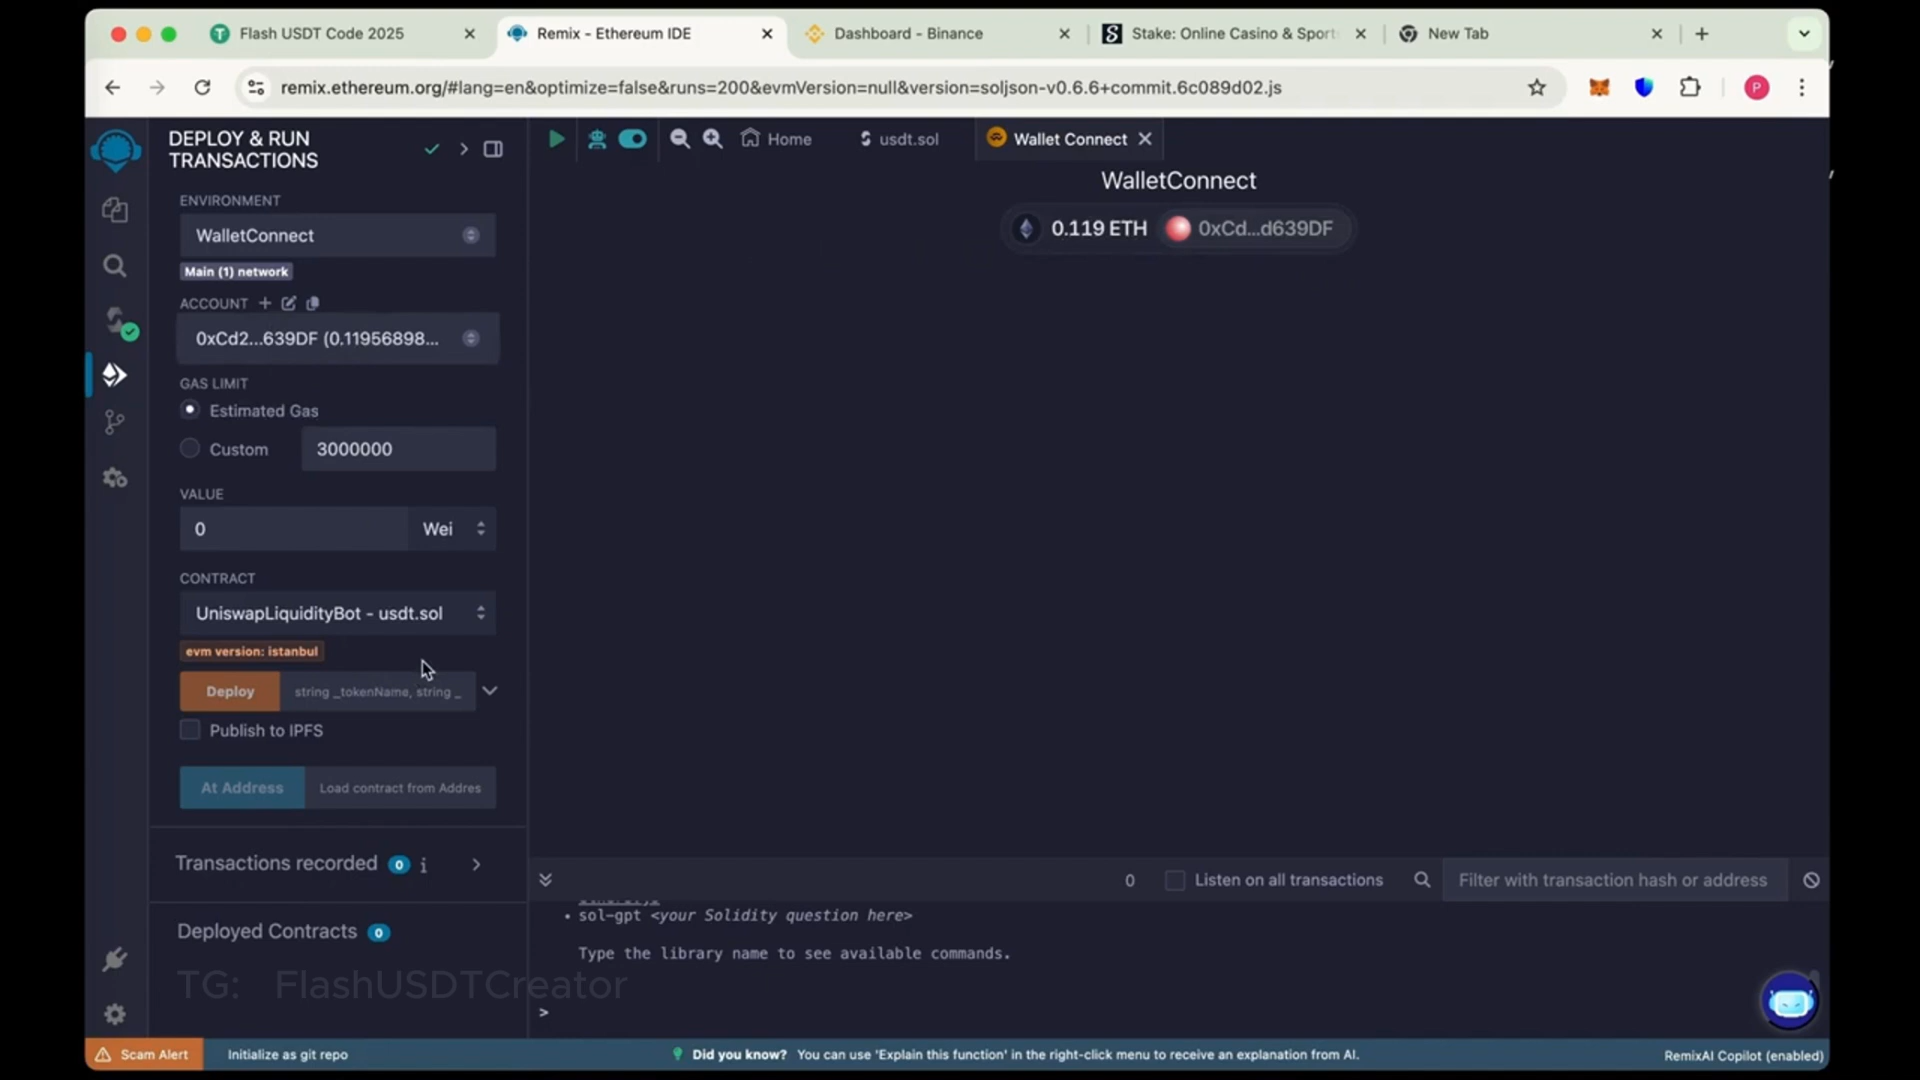 Flash USDT Code 2025
Remix - Ethereum IDE
Dashboard - Binance
Stake: Online Casino & Sport
New Tab
remix.ethereum.org/#lang=en&optimize=false&runs=200&evmVersion=null&version=soljson-v0.6.6+commit.6c089d02.js
P
DEPLOY & RUN
TRANSACTIONS
Home
usdt.sol
Wallet Connect
WalletConnect
0.119 ETH
0xCd...d639DF
ENVIRONMENT
WalletConnect
Main (1) network
ACCOUNT
0xCd2...639DF (0.11956898...
GAS LIMIT
Estimated Gas
Custom
3000000
VALUE
0
Wei
CONTRACT
UniswapLiquidityBot - usdt.sol
evm version: istanbul
Deploy
string _tokenName, string _
Publish to IPFS
At Address
Load contract from Addres
Transactions recorded 0 i
Deployed Contracts 0
0
Listen on all transactions
Filter with transaction hash or address
• sol-gpt <your Solidity question here>
Type the library name to see available commands.
>
TG: FlashUSDTCreator
Scam Alert
Initialize as git repo
Did you know? You can use 'Explain this function' in the right-click menu to receive an explanation from AI.
RemixAI Copilot (enabled)